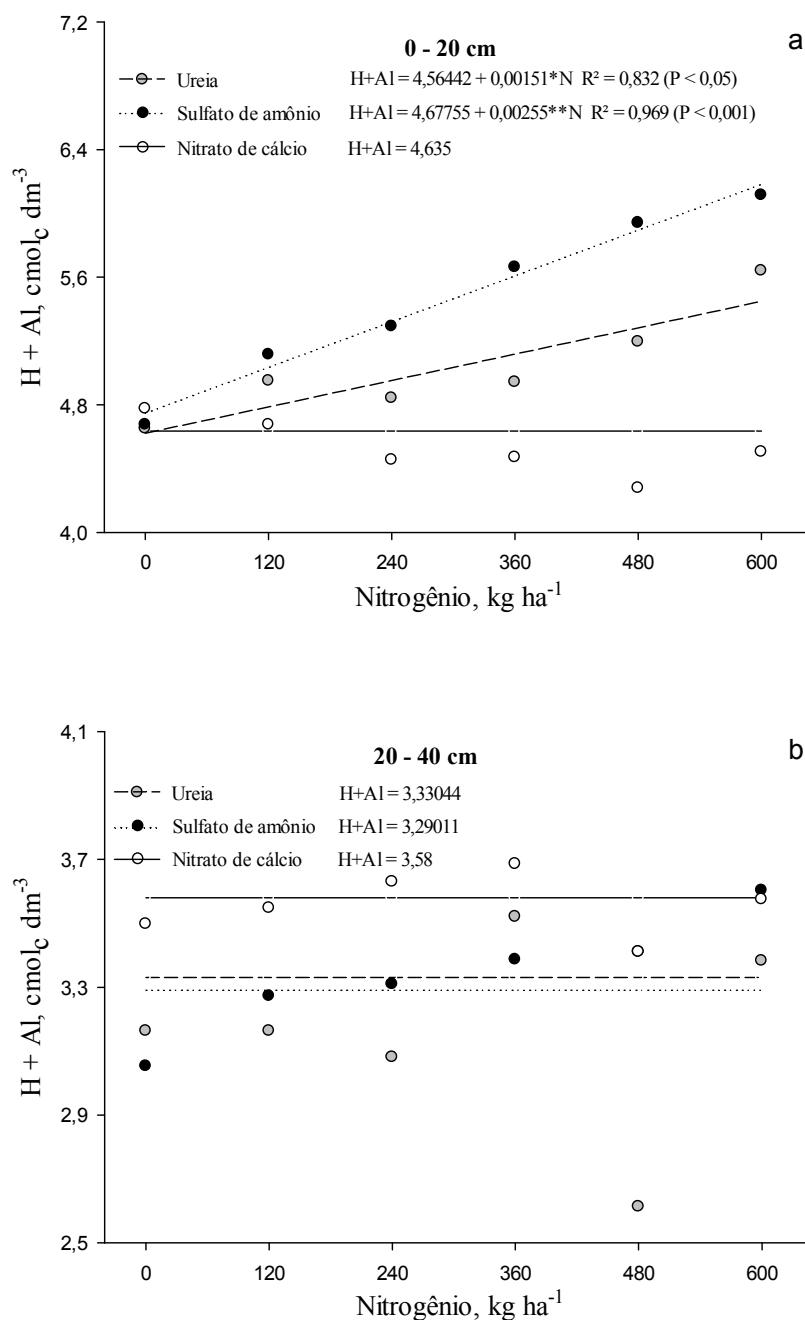 7,2
a
0 - 20 cm
Ureia H+Al = 4,56442 + 0,00151*N R² = 0,832 (P < 0,05)
Sulfato de amônio H+Al = 4,67755 + 0,00255**N R² = 0,969 (P < 0,001)
Nitrato de cálcio H+Al = 4,635
6,4
5,6
4,8
4,0
H + Al, cmolc dm-3
0 120 240 360 480 600
Nitrogênio, kg ha-1
4,1
b
20 - 40 cm
Ureia H+Al = 3,33044
Sulfato de amônio H+Al = 3,29011
Nitrato de cálcio H+Al = 3,58
3,7
3,3
2,9
2,5
H + Al, cmolc dm-3
0 120 240 360 480 600
Nitrogênio, kg ha-1